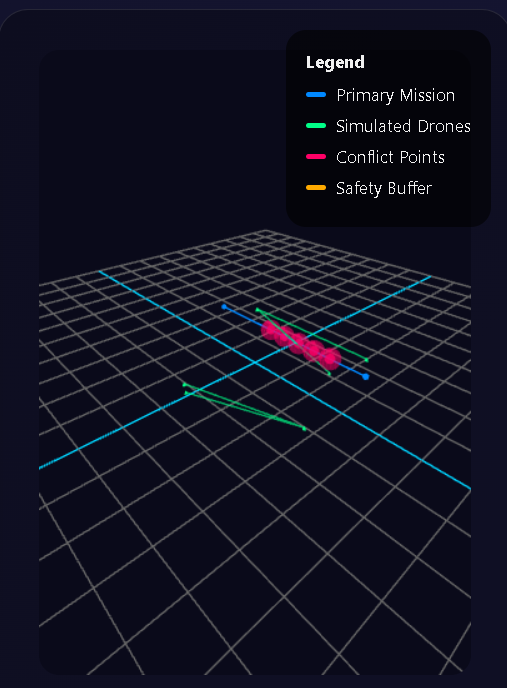 Legend
Primary Mission
Simulated Drones
Conflict Points
Safety Buffer